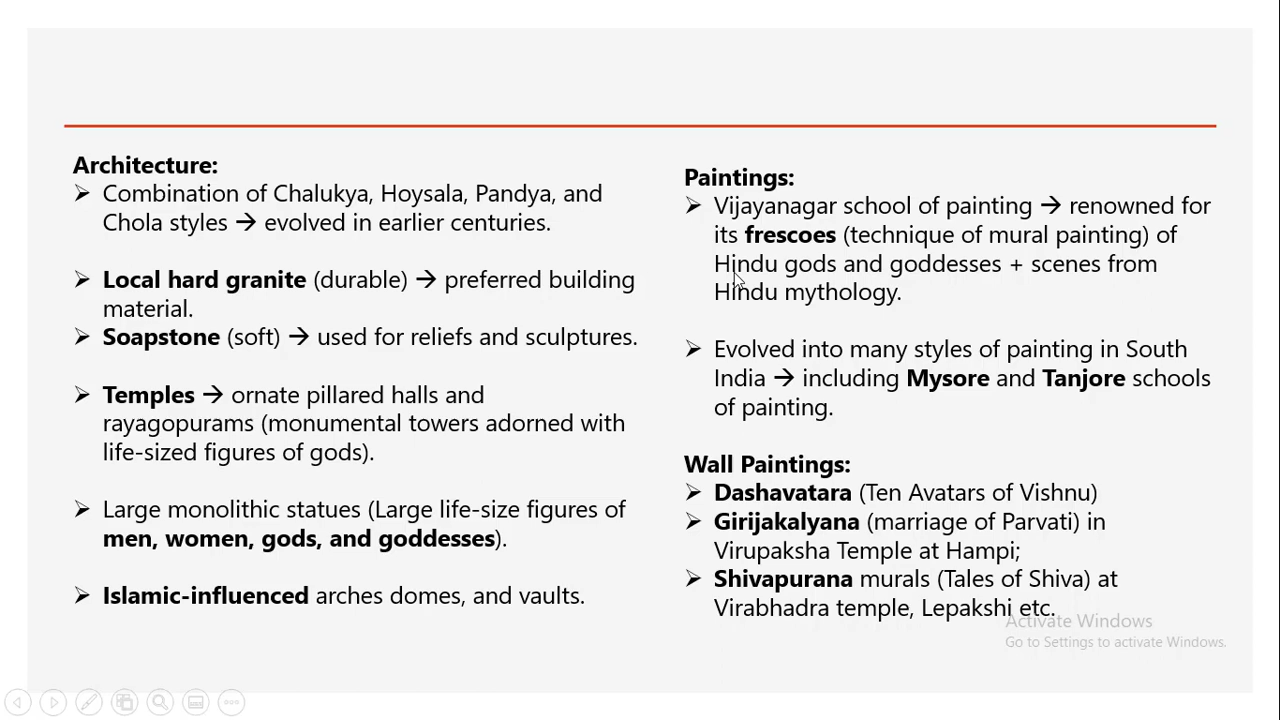 Architecture:
➢ Combination of Chalukya, Hoysala, Pandya, and
Chola styles → evolved in earlier centuries.
➢ Local hard granite (durable) → preferred building
material.
➢ Soapstone (soft) → used for reliefs and sculptures.
➢ Temples → ornate pillared halls and
rayagopurams (monumental towers adorned with
life-sized figures of gods).
➢ Large monolithic statues (Large life-size figures of
men, women, gods, and goddesses).
➢ Islamic-influenced arches domes, and vaults.
Paintings:
➢ Vijayanagar school of painting → renowned for
its frescoes (technique of mural painting) of
Hindu gods and goddesses + scenes from
Hindu mythology.
➢ Evolved into many styles of painting in South
India → including Mysore and Tanjore schools
of painting.
Wall Paintings:
➢ Dashavatara (Ten Avatars of Vishnu)
➢ Girijakalyana (marriage of Parvati) in
Virupaksha Temple at Hampi;
➢ Shivapurana murals (Tales of Shiva) at
Virabhadra temple, Lepakshi etc.
Activate Windows
Go to Settings to activate Windows.